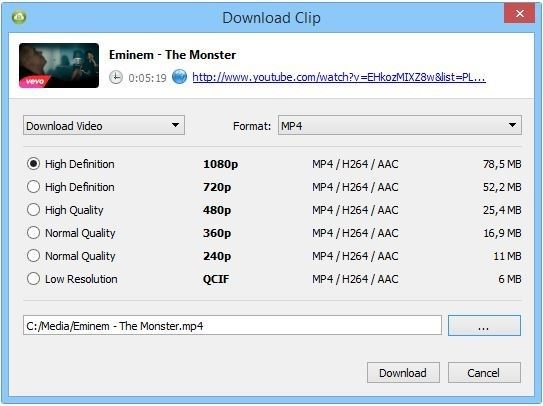 Download Clip
vevo
Eminem - The Monster
0:05:19 http://www.youtube.com/watch?v=EHkozMIXZ8w&list=PL...
Download Video Format: MP4
High Definition 1080p MP4 / H264 / AAC 78,5 MB
High Definition 720p MP4 / H264 / AAC 52,2 MB
High Quality 480p MP4 / H264 / AAC 25,4 MB
Normal Quality 360p MP4 / H264 / AAC 16,9 MB
Normal Quality 240p MP4 / H264 / AAC 11 MB
Low Resolution QCIF MP4 / H264 / AAC 6 MB
C:/Media/Eminem - The Monster.mp4 ...
Download Cancel